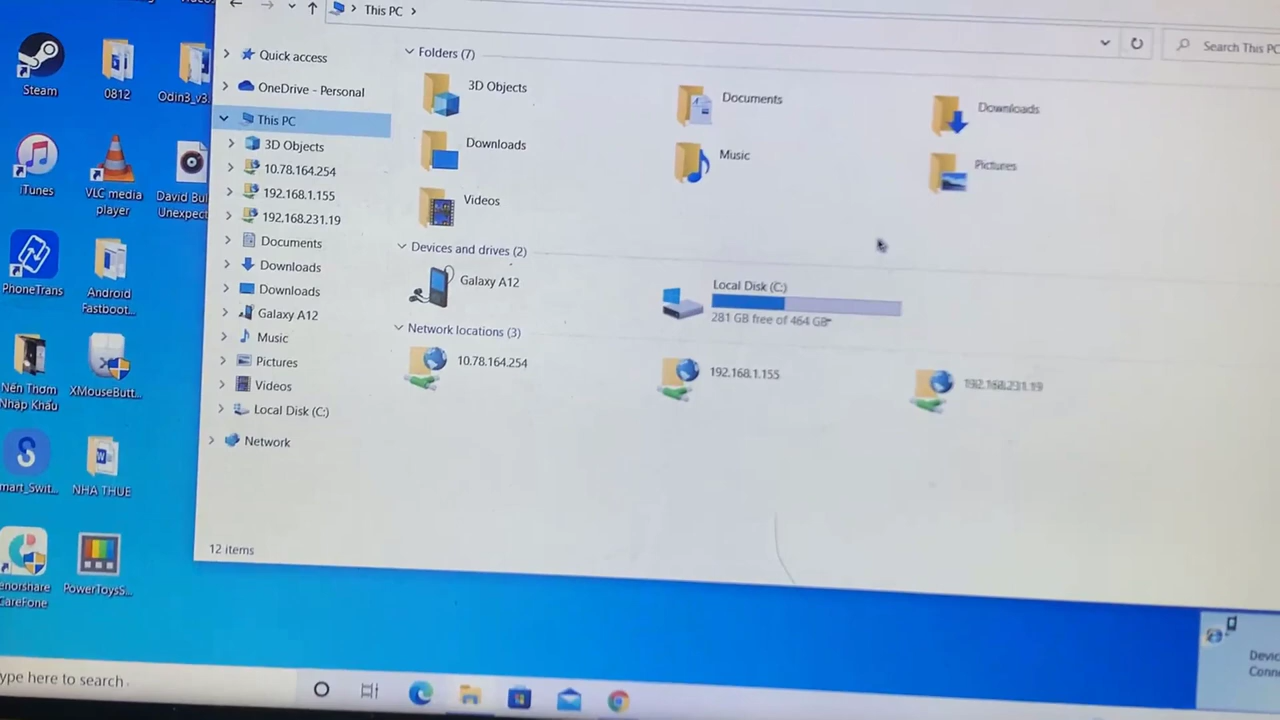 This PC
Search This PC
Steam
0812
Odin3_v3.
iTunes
VLC media
player
David Bul
Unexpect
PhoneTrans
Android
Fastboot...
Nến Thơm
Nhập Khẩu
XMouseButt...
mart_Swit...
NHA THUE
enorshare
CareFone
PowerToysS...
Quick access
OneDrive - Personal
This PC
3D Objects
10.78.164.254
192.168.1.155
192.168.231.19
Documents
Downloads
Downloads
Galaxy A12
Music
Pictures
Videos
Local Disk (C:)
Network
12 items
Folders (7)
3D Objects
Documents
Downloads
Downloads
Music
Pictures
Videos
Devices and drives (2)
Galaxy A12
Local Disk (C:)
281 GB free of 464 GB
Network locations (3)
10.78.164.254
192.168.1.155
192.168.231.19
Devic
Conn
ype here to search